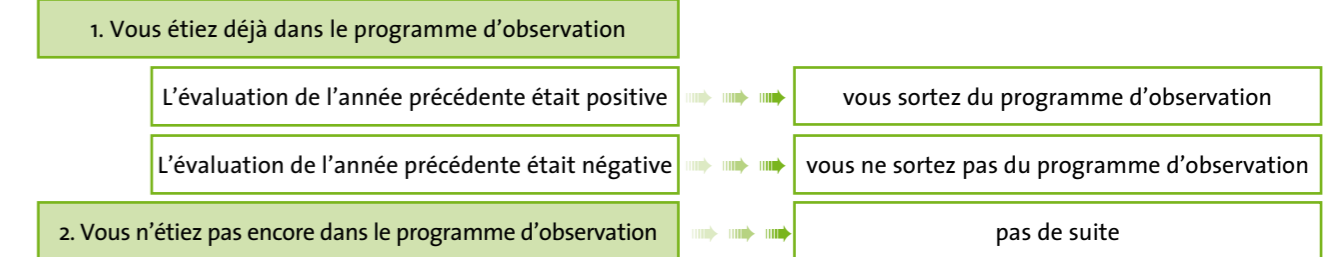 1. Vous étiez déjà dans le programme d’observation
L’évaluation de l’année précédente était positive
vous sortez du programme d’observation
L’évaluation de l’année précédente était négative
vous ne sortez pas du programme d’observation
2. Vous n’étiez pas encore dans le programme d’observation
pas de suite